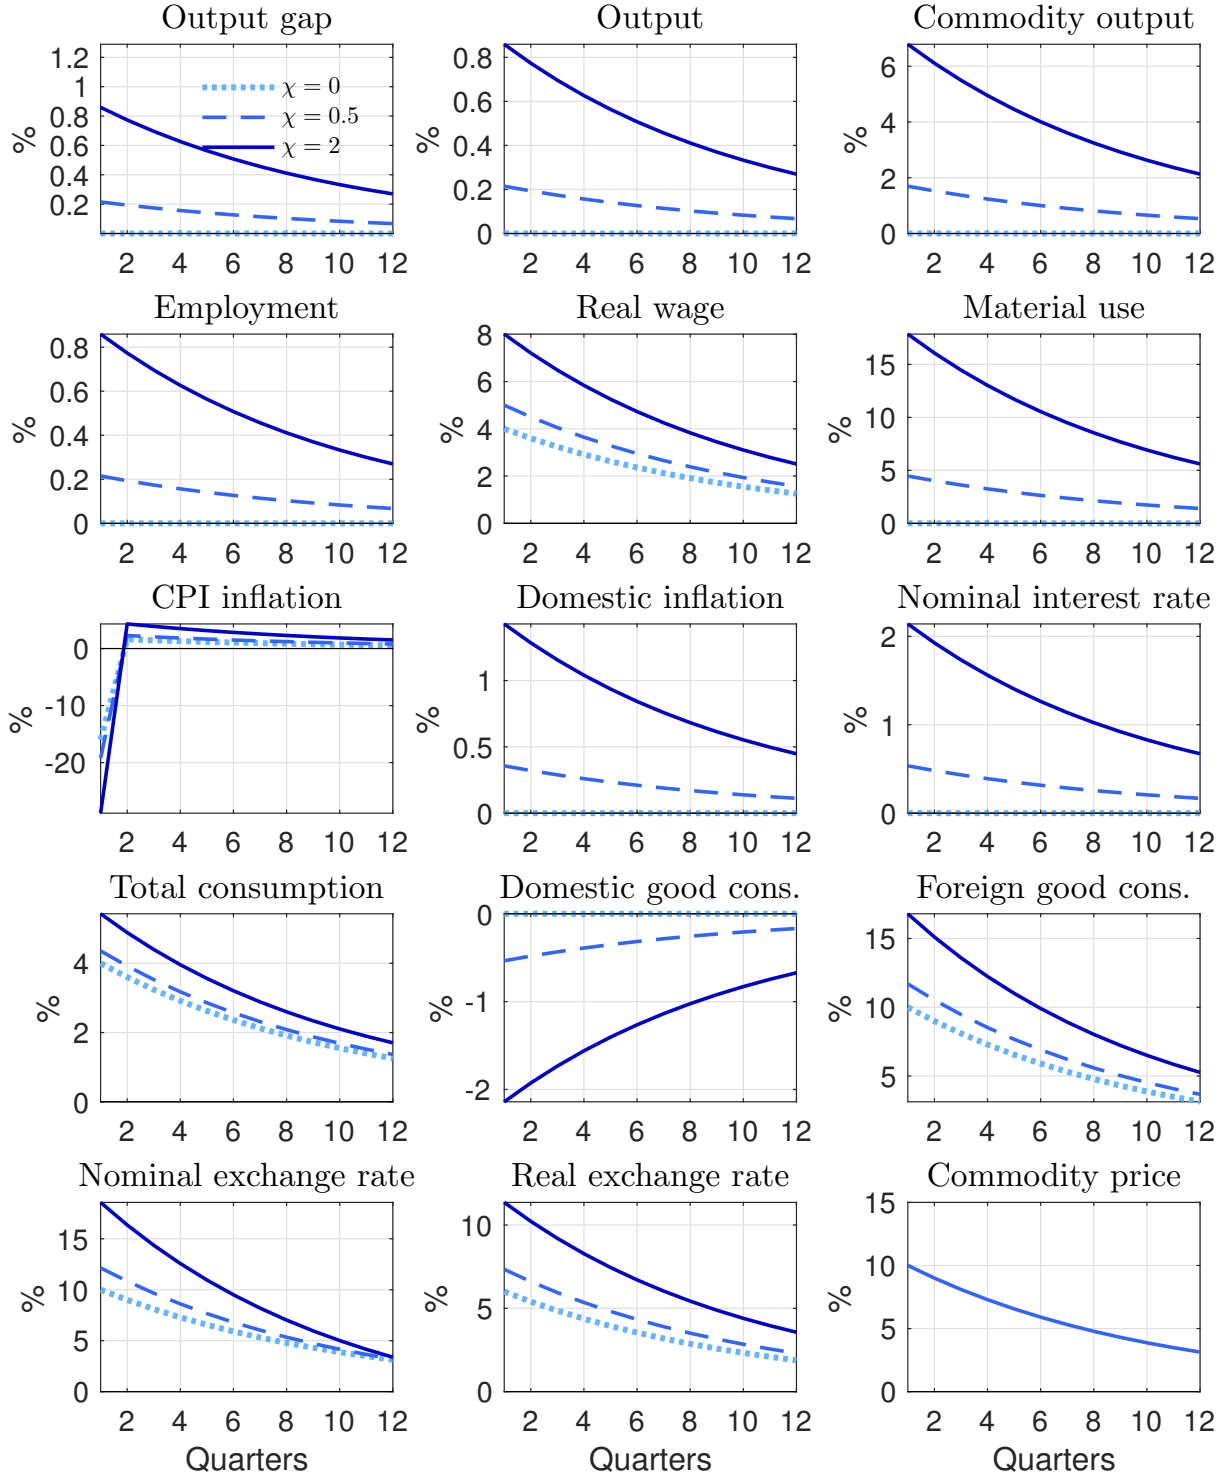 Output gap
%
1.2
1
0.8
0.6
0.4
0.2
χ = 0
χ = 0.5
χ = 2
2 4 6 8 10 12
Output
%
0.8
0.6
0.4
0.2
0
2 4 6 8 10 12
Commodity output
%
6
4
2
0
2 4 6 8 10 12
Employment
%
0.8
0.6
0.4
0.2
0
2 4 6 8 10 12
Real wage
%
8
6
4
2
0
2 4 6 8 10 12
Material use
%
15
10
5
0
2 4 6 8 10 12
CPI inflation
%
0
-10
-20
2 4 6 8 10 12
Domestic inflation
%
1
0.5
0
2 4 6 8 10 12
Nominal interest rate
%
2
1
0
2 4 6 8 10 12
Total consumption
%
4
2
0
2 4 6 8 10 12
Domestic good cons.
%
0
-1
-2
2 4 6 8 10 12
Foreign good cons.
%
15
10
5
2 4 6 8 10 12
Nominal exchange rate
%
15
10
5
0
2 4 6 8 10 12
Quarters
Real exchange rate
%
10
5
0
2 4 6 8 10 12
Quarters
Commodity price
%
15
10
5
0
2 4 6 8 10 12
Quarters